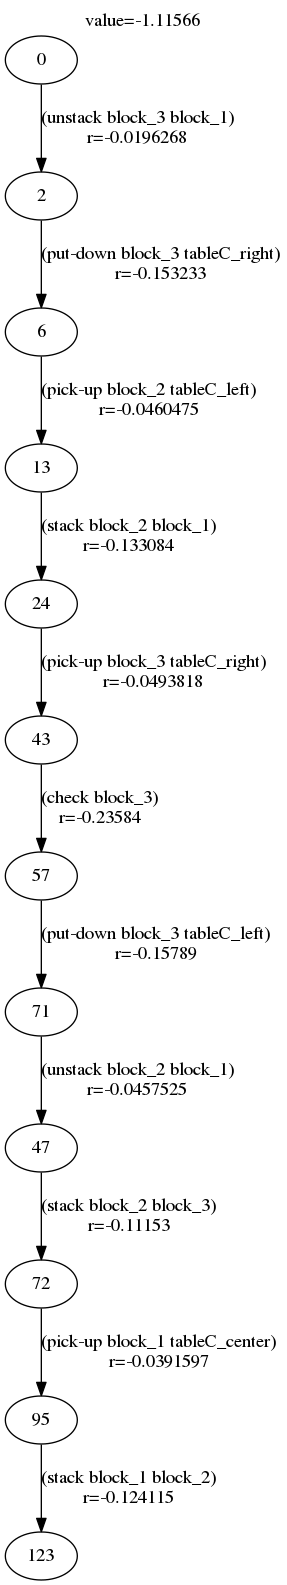 value=-1.11566
0
(unstack block_3 block_1)
r=-0.0196268
2
(put-down block_3 tableC_right)
r=-0.153233
6
(pick-up block_2 tableC_left)
r=-0.0460475
13
(stack block_2 block_1)
r=-0.133084
24
(pick-up block_3 tableC_right)
r=-0.0493818
43
(check block_3)
r=-0.23584
57
(put-down block_3 tableC_left)
r=-0.15789
71
(unstack block_2 block_1)
r=-0.0457525
47
(stack block_2 block_3)
r=-0.11153
72
(pick-up block_1 tableC_center)
r=-0.0391597
95
(stack block_1 block_2)
r=-0.124115
123